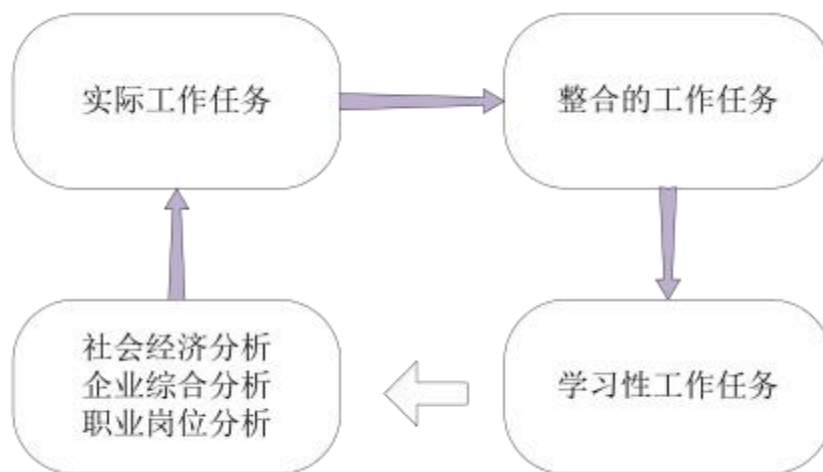 实际工作任务
整合的工作任务
社会经济分析
企业综合分析
职业岗位分析
学习性工作任务